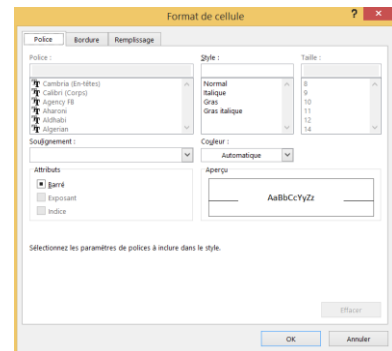 Format de cellule
? ×
Police Bordure Remplissage
Police : Style : Taille :
Cambria (En-têtes) Normal 8
Calibri (Corps) Italique 9
Agency FB Gras 10
Aharoni Gras italique 11
Aldhabi 12
Algerian 14
Soulignement : Couleur :
Automatique
Attributs Aperçu
Barré
Exposant
Indice
AaBbCcYyZz
Sélectionnez les paramètres de polices à inclure dans le style.
Effacer
OK Annuler